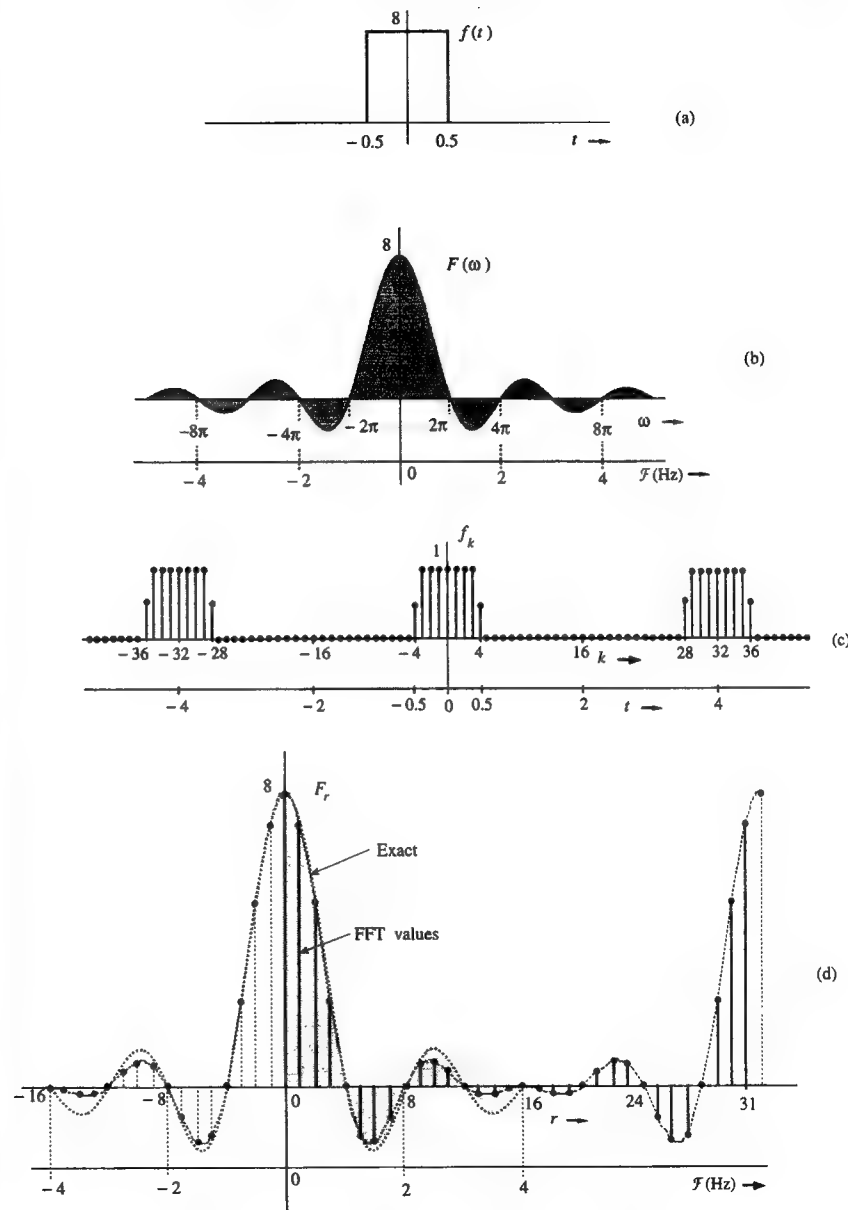 8
f(t)
(a)
−0.5 0.5 t →
8
F(ω)
(b)
−8π −4π −2π 2π 4π 8π ω →
−4 −2 0 2 4 ℱ(Hz) →
f_k
1
(c)
−36 −32 −28 −16 −4 4 16 28 32 36
k →
−4 −2 −0.5 0 0.5 2 t → 4
8 F_r
Exact
FFT values
(d)
−16 −8 0 8 16 24 31
r →
−4 −2 0 2 4 ℱ(Hz) →